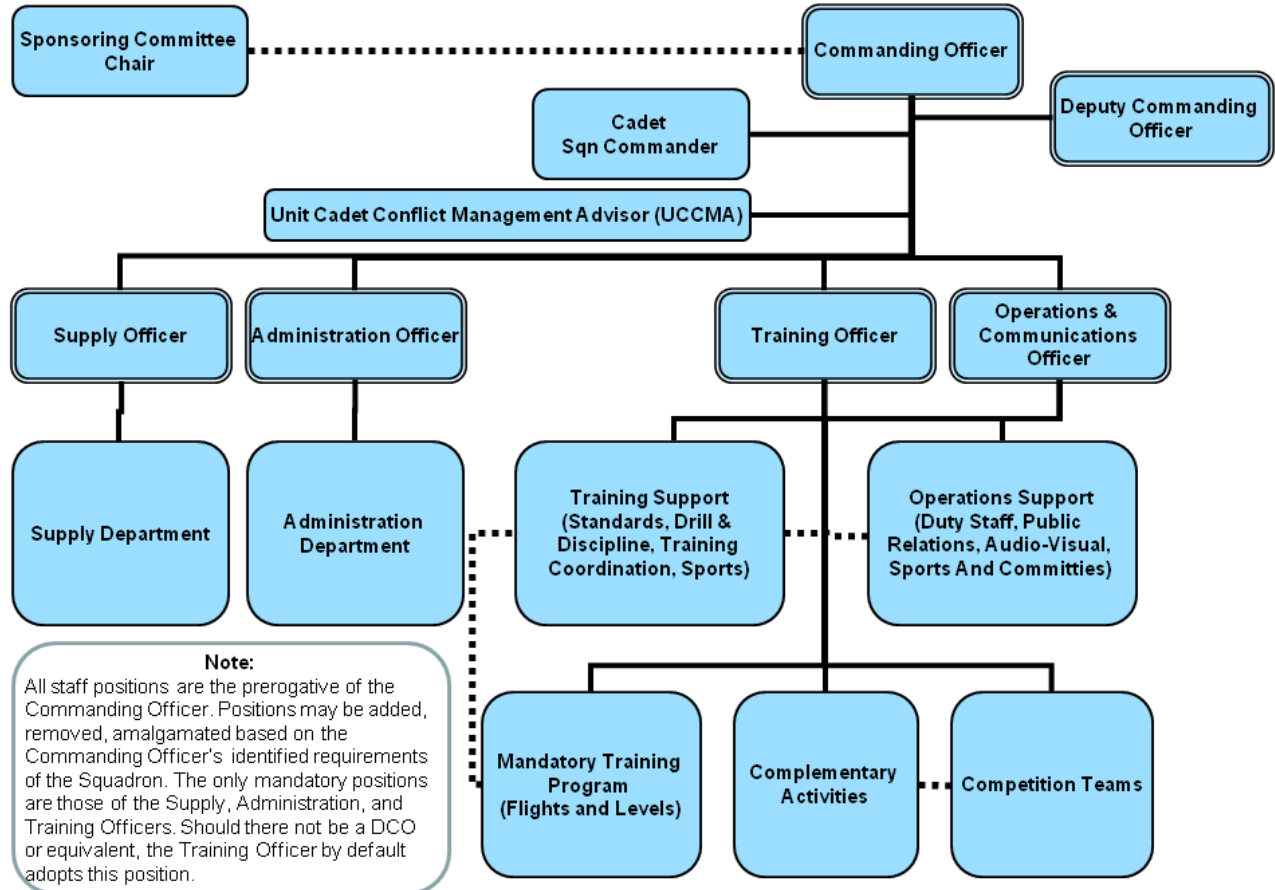 Sponsoring Committee
Chair
Commanding Officer
Deputy Commanding
Officer
Cadet
Sqn Commander
Unit Cadet Conflict Management Advisor (UCCMA)
Supply Officer
Administration Officer
Training Officer
Operations &
Communications
Officer
Supply Department
Administration
Department
Training Support
(Standards, Drill &
Discipline, Training
Coordination, Sports)
Operations Support
(Duty Staff, Public
Relations, Audio-Visual,
Sports And Committies)
Note:
All staff positions are the prerogative of the
Commanding Officer. Positions may be added,
removed, amalgamated based on the
Commanding Officer's identified requirements
of the Squadron. The only mandatory positions
are those of the Supply, Administration, and
Training Officers. Should there not be a DCO
or equivalent, the Training Officer by default
adopts this position.
Mandatory Training
Program
(Flights and Levels)
Complementary
Activities
Competition Teams